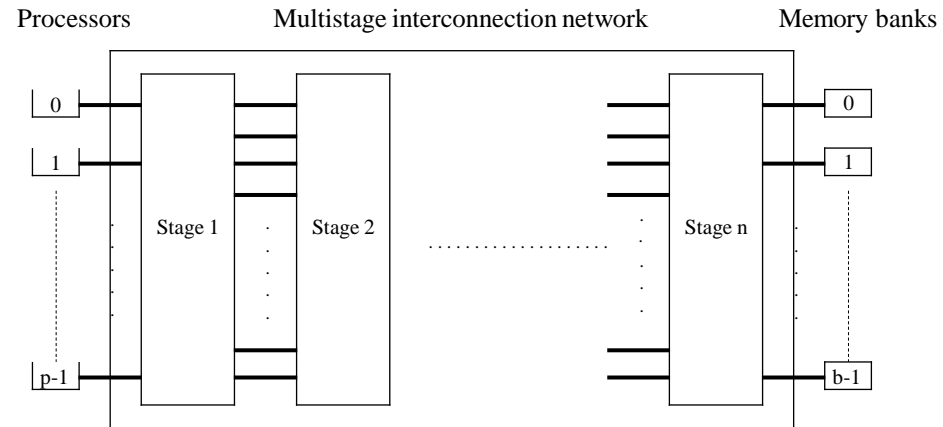 Processors Multistage interconnection network Memory banks
0 0
1 1
Stage 1 Stage 2 Stage n
p-1 b-1